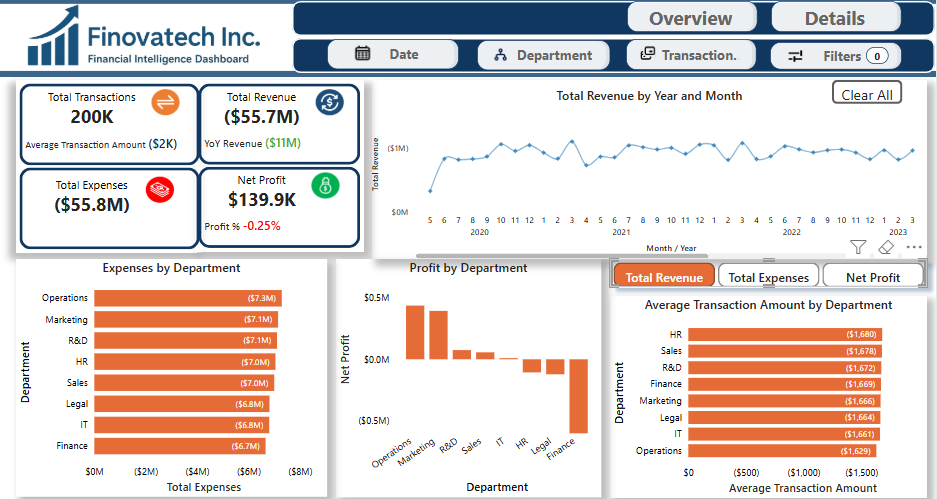 Finovatech Inc.
Financial Intelligence Dashboard
Overview
Details
Date
Department
Transaction.
Filters
0
Total Transactions
200K
Average Transaction Amount ($2K)
Total Revenue
($55.7M)
YoY Revenue ($11M)
Total Expenses
($55.8M)
Net Profit
$139.9K
Profit % -0.25%
Total Revenue by Year and Month
Clear All
Total Revenue
($1M)
$0M
5 6 7 8 9 10 11 12 1 2 3 4 5 6 7 8 9 10 11 12 1 2 3 4 5 6 7 8 9 10 11 12 1 2 3
2020 2021 2022 2023
Month / Year
Expenses by Department
Department
Operations ($7.3M)
Marketing ($7.1M)
R&D ($7.1M)
HR ($7.0M)
Sales ($7.0M)
Legal ($6.8M)
IT ($6.8M)
Finance ($6.7M)
$0M ($2M) ($4M) ($6M) ($8M)
Total Expenses
Profit by Department
Net Profit
$0.5M
$0.0M
($0.5M)
Operations Marketing R&D Sales IT HR Legal Finance
Department
Total Revenue
Total Expenses
Net Profit
Average Transaction Amount by Department
Department
HR ($1,680)
Sales ($1,678)
R&D ($1,672)
Finance ($1,669)
Marketing ($1,666)
Legal ($1,664)
IT ($1,661)
Operations ($1,629)
$0 ($500) ($1,000) ($1,500)
Average Transaction Amount